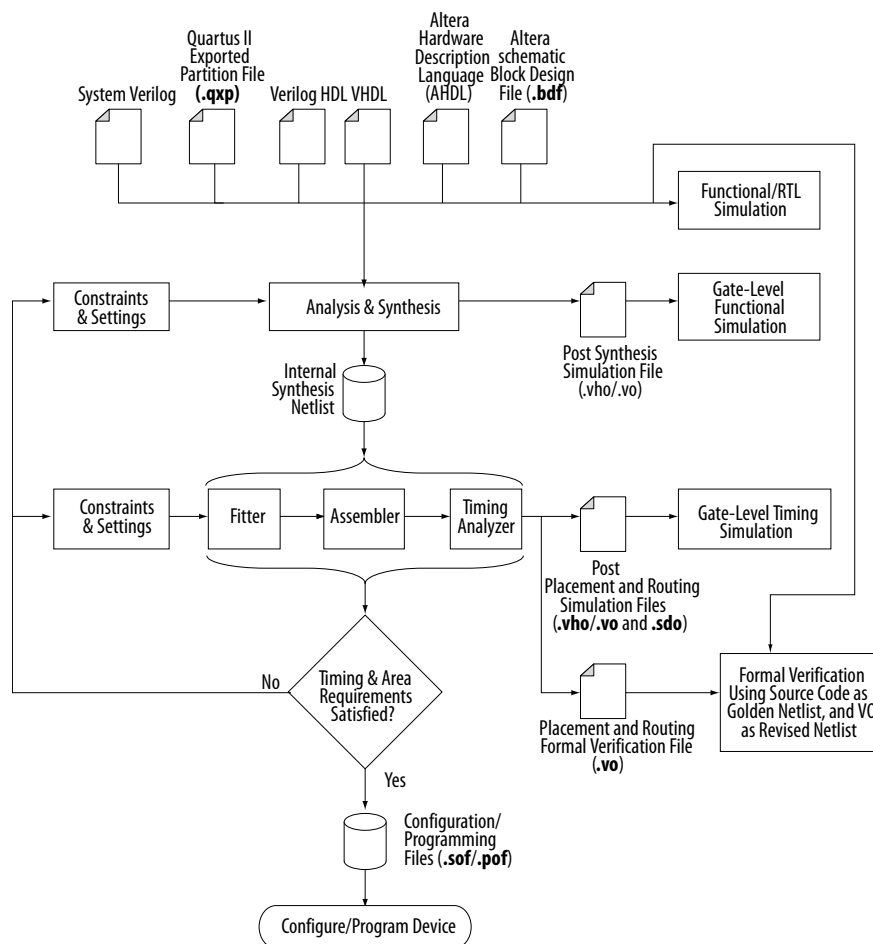 Altera
Hardware
Description
Language
(AHDL)
Quartus II
Exported
Partition File
(.qxp)
Altera
schematic
Block Design
File (.bdf)
System Verilog
Verilog HDL
VHDL
Functional/RTL
Simulation
Constraints
& Settings
Analysis & Synthesis
Gate-Level
Functional
Simulation
Post Synthesis
Simulation File
(.vho/.vo)
Internal
Synthesis
Netlist
Constraints
& Settings
Fitter
Assembler
Timing
Analyzer
Gate-Level Timing
Simulation
Post
Placement and Routing
Simulation Files
(.vho/.vo and .sdo)
No
Timing & Area
Requirements
Satisfied?
Formal Verification
Using Source Code as
Golden Netlist, and VO
as Revised Netlist
Placement and Routing
Formal Verification File
(.vo)
Yes
Configuration/
Programming
Files (.sof/.pof)
Configure/Program Device